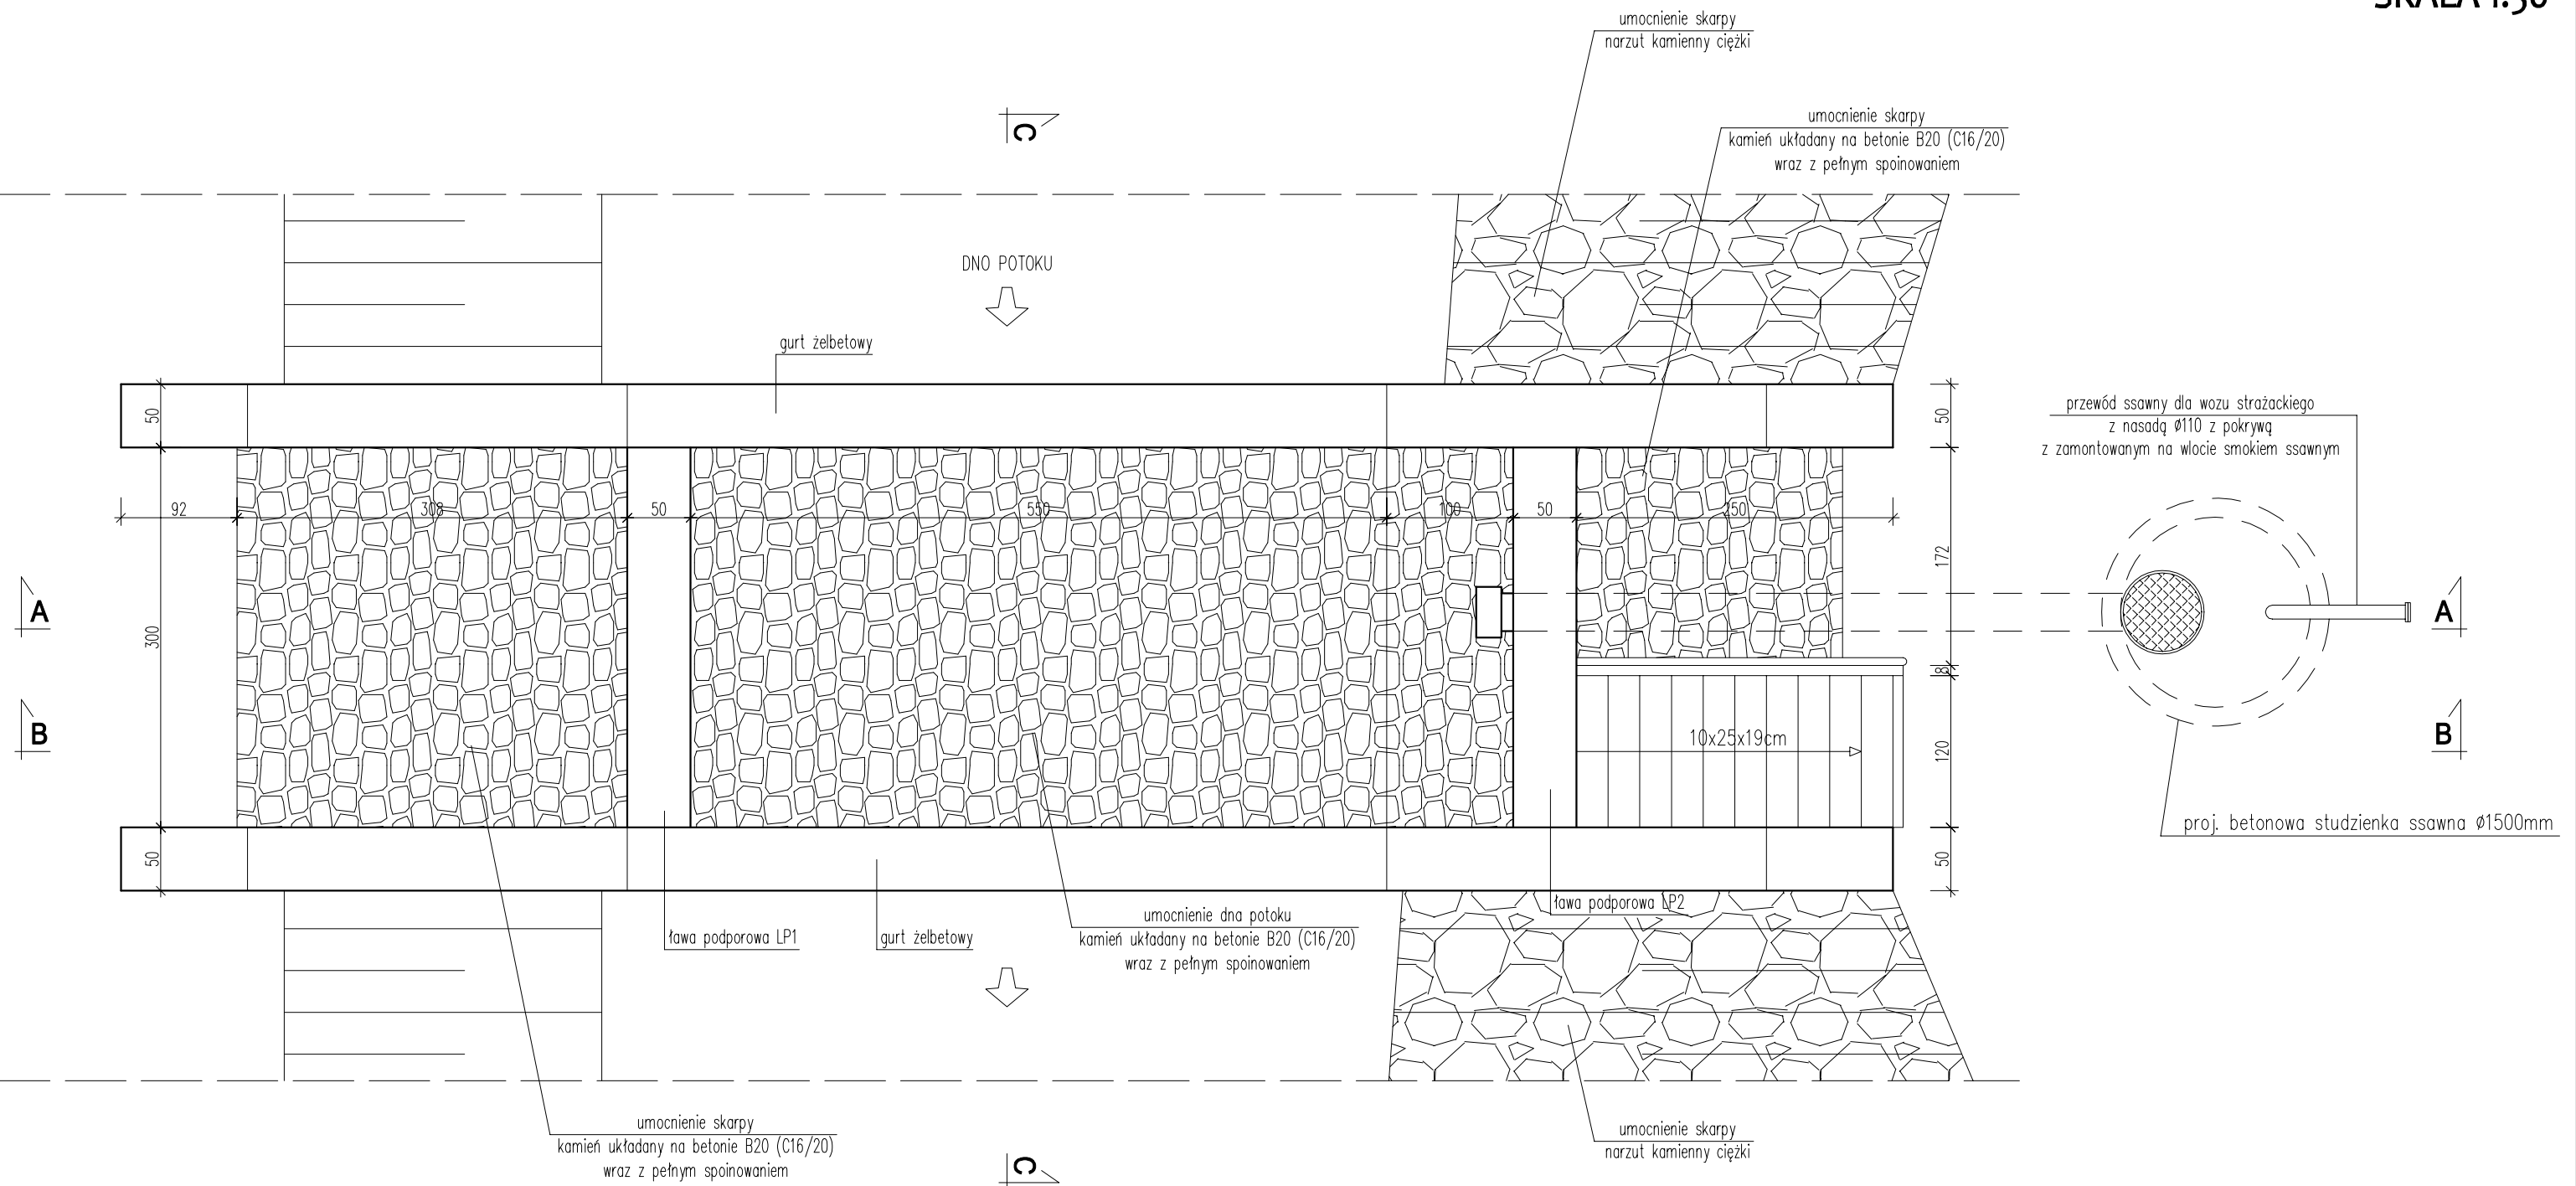 umocnienie skarpy
narzut kamienny ciężki
umocnienie skarpy
kamień układany na betonie B20 (C16/20)
wraz z pełnym spoinowaniem
C
DNO POTOKU
gurt żelbetowy
przewód ssawny dla wozu strażackiego
z nasadą ø110 z pokrywą
z zamontowanym na wlocie smokiem ssawnym
50
50
92
308
50
550
100
50
250
172
A
300
A
8
B
10x25x19cm
120
B
50
50
proj. betonowa studzienka ssawna ø1500mm
ława podporowa LP1
gurt żelbetowy
umocnienie dna potoku
kamień układany na betonie B20 (C16/20)
wraz z pełnym spoinowaniem
ława podporowa LP2
umocnienie skarpy
kamień układany na betonie B20 (C16/20)
wraz z pełnym spoinowaniem
umocnienie skarpy
narzut kamienny ciężki
C